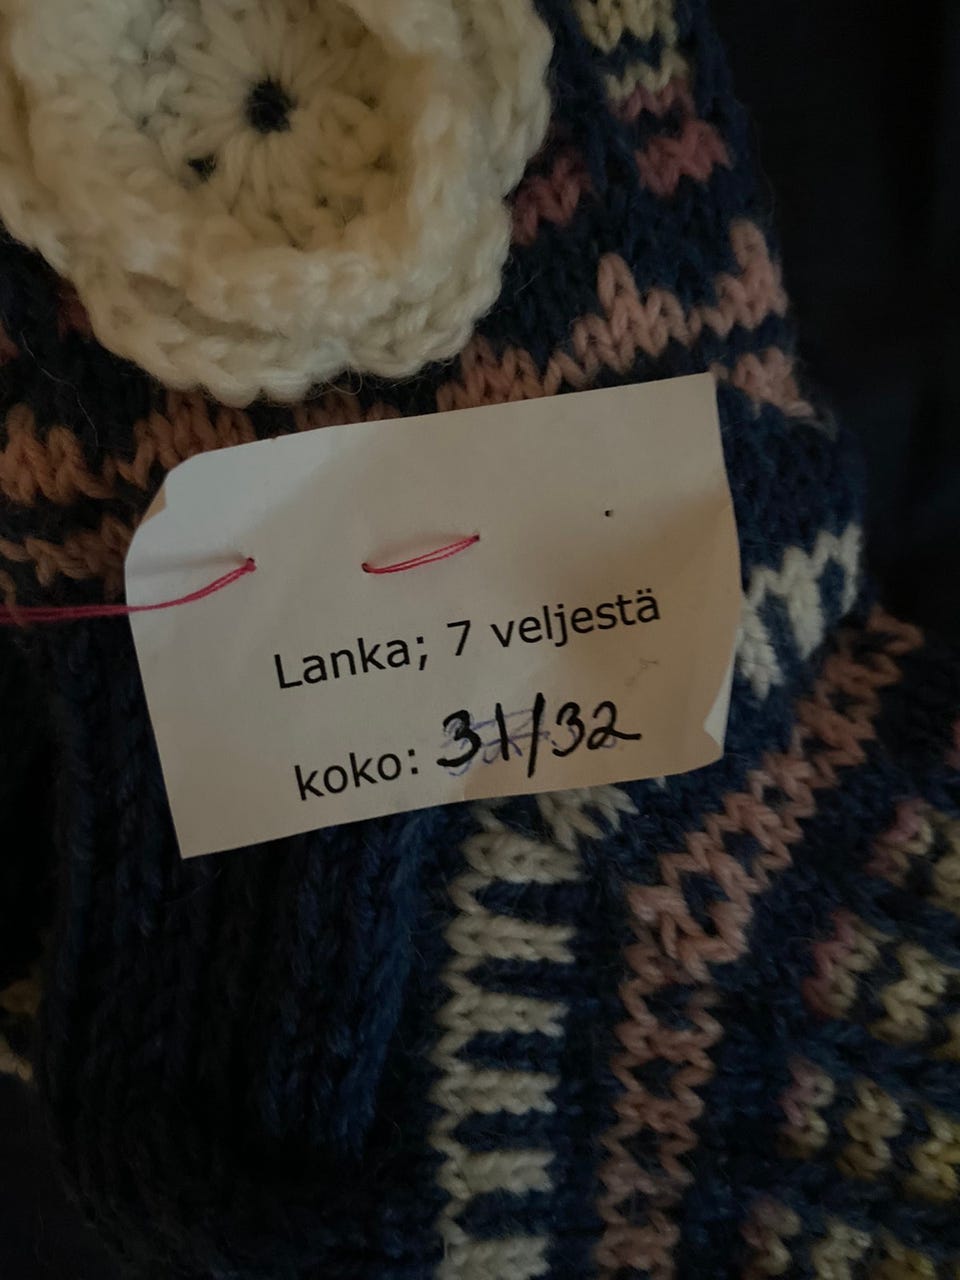 Lanka; 7 veljestä
koko: 31/32